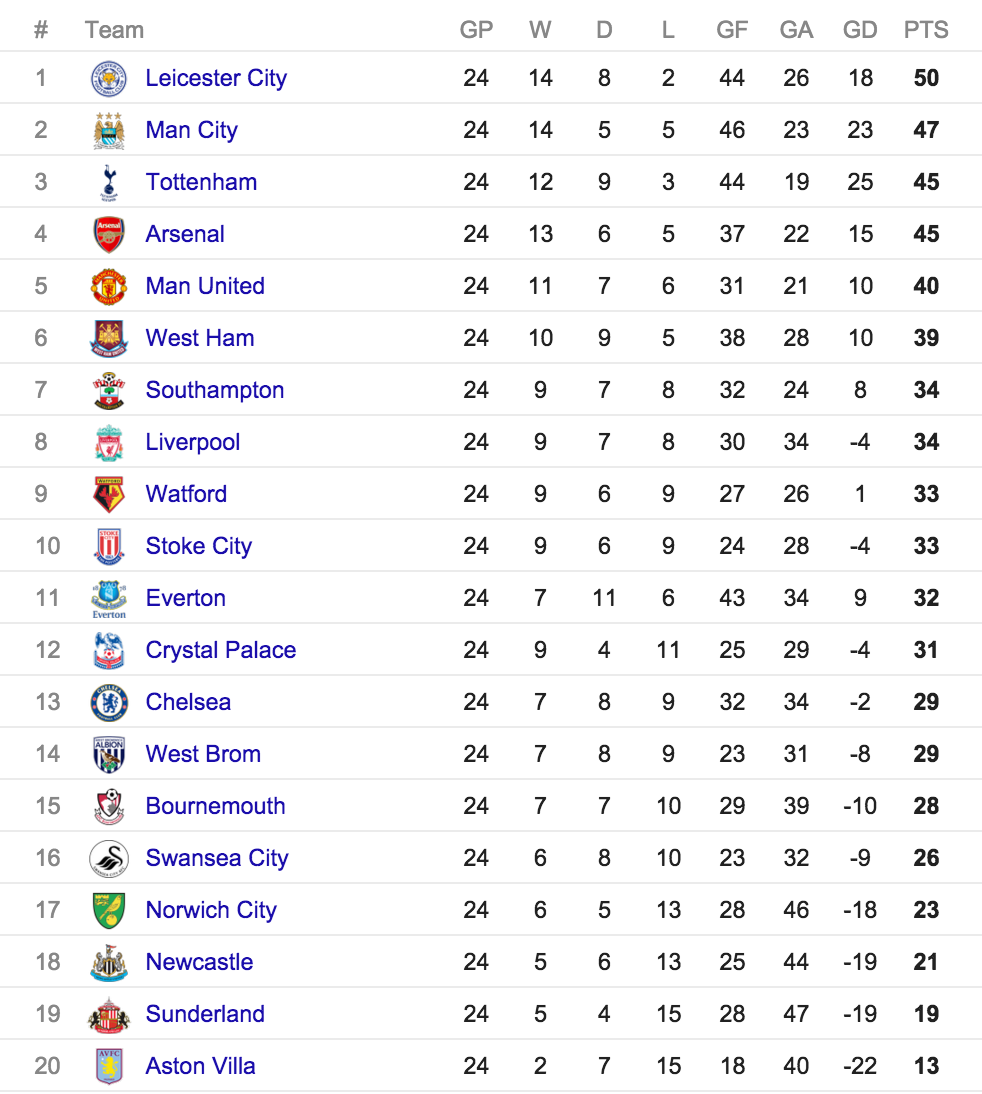 # Team GP W D L GF GA GD PTS
1 Leicester City 24 14 8 2 44 26 18 50
2 Man City 24 14 5 5 46 23 23 47
3 Tottenham 24 12 9 3 44 19 25 45
4 Arsenal 24 13 6 5 37 22 15 45
5 Man United 24 11 7 6 31 21 10 40
6 West Ham 24 10 9 5 38 28 10 39
7 Southampton 24 9 7 8 32 24 8 34
8 Liverpool 24 9 7 8 30 34 -4 34
9 Watford 24 9 6 9 27 26 1 33
10 Stoke City 24 9 6 9 24 28 -4 33
11 Everton Everton 24 7 11 6 43 34 9 32
12 Crystal Palace 24 9 4 11 25 29 -4 31
13 Chelsea 24 7 8 9 32 34 -2 29
14 ALBION West Brom 24 7 8 9 23 31 -8 29
15 Bournemouth 24 7 7 10 29 39 -10 28
16 Swansea City 24 6 8 10 23 32 -9 26
17 Norwich City 24 6 5 13 28 46 -18 23
18 Newcastle 24 5 6 13 25 44 -19 21
19 Sunderland 24 5 4 15 28 47 -19 19
20 AVFC Aston Villa 24 2 7 15 18 40 -22 13